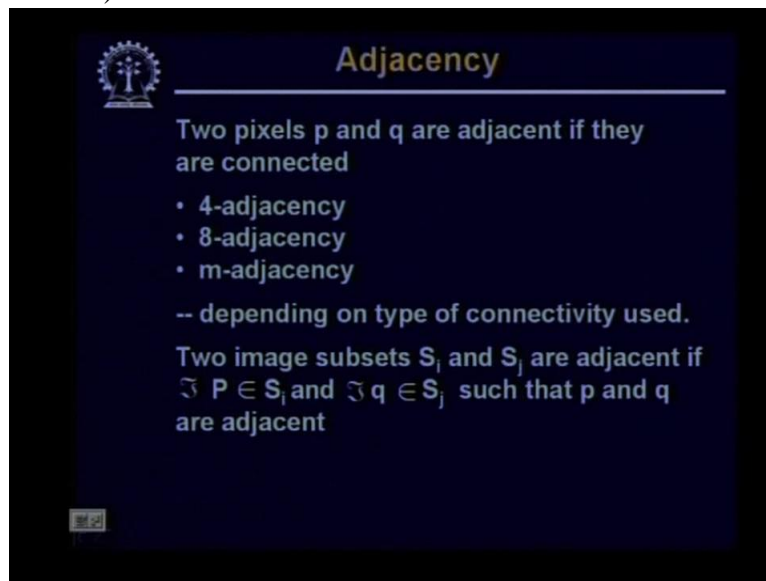 )
Adjacency
Two pixels p and q are adjacent if they
are connected
• 4-adjacency
• 8-adjacency
• m-adjacency
-- depending on type of connectivity used.
Two image subsets Sᵢ and Sⱼ are adjacent if
ℑ P ∈ Sᵢ and ℑ q ∈ Sⱼ such that p and q
are adjacent